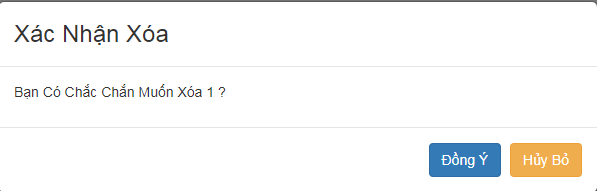 Xác Nhận Xóa
Bạn Có Chắc Chắn Muốn Xóa 1 ?
Đồng Ý
Hủy Bỏ